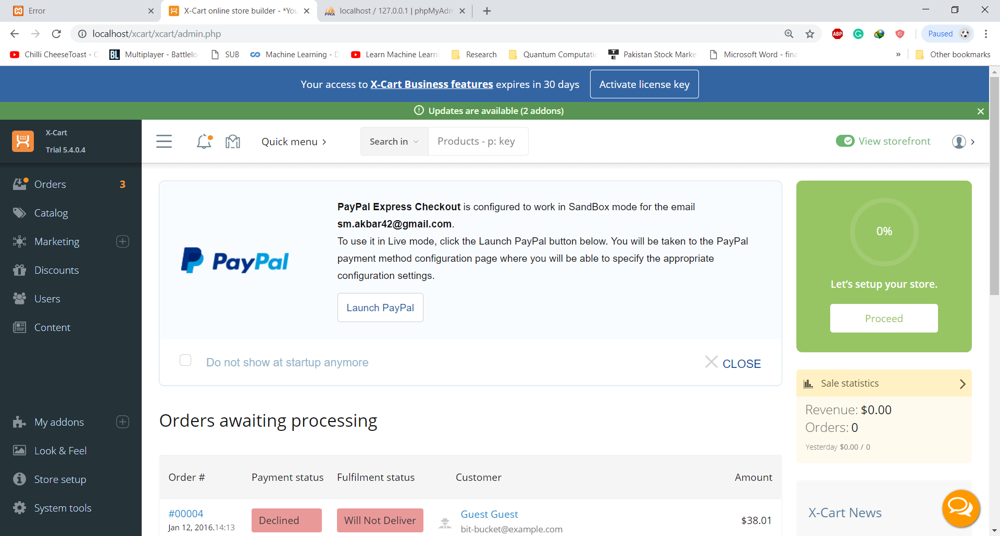 Error
X-Cart online store builder - *You
localhost / 127.0.0.1 | phpMyAdm
localhost/xcart/xcart/admin.php
ABP
Paused
Chilli CheeseToast - C
BL Multiplayer - Battlelo
SUB
Machine Learning - D
Learn Machine Learni
Research
Quantum Computatio
Pakistan Stock Marke
Microsoft Word - fina
»
Other bookmarks
Your access to X-Cart Business features expires in 30 days
Activate license key
Updates are available (2 addons)
X-Cart
Trial 5.4.0.4
Quick menu
Search in
Products - p: key
View storefront
Orders 3
Catalog
Marketing
Discounts
Users
Content
My addons
Look & Feel
Store setup
System tools
PayPal
PayPal Express Checkout is configured to work in SandBox mode for the email
sm.akbar42@gmail.com.
To use it in Live mode, click the Launch PayPal button below. You will be taken to the PayPal
payment method configuration page where you will be able to specify the appropriate
configuration settings.
Launch PayPal
Do not show at startup anymore
CLOSE
0%
Let's setup your store.
Proceed
Sale statistics
Revenue: $0.00
Orders: 0
Yesterday $0.00 / 0
Orders awaiting processing
Order # Payment status Fulfilment status Customer Amount
#00004 Declined Will Not Deliver Guest Guest $38.01
Jan 12, 2016.14:13 bit-bucket@example.com
X-Cart News